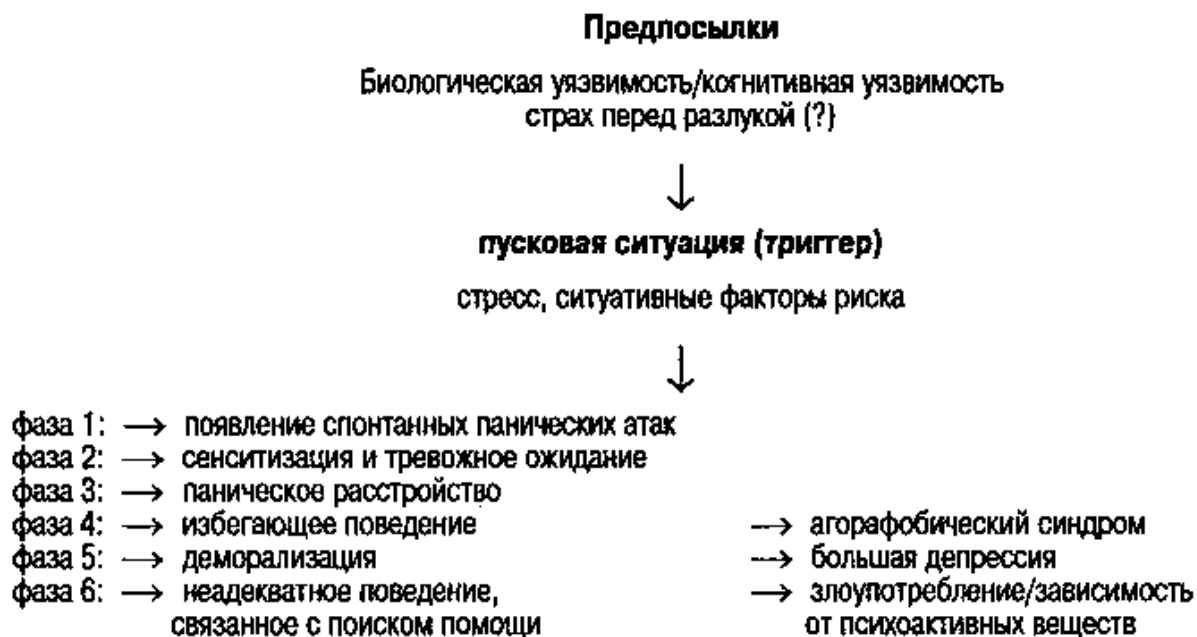 Предпосылки
Биологическая уязвимость/когнитивная уязвимость
страх перед разлукой (?)
↓
пусковая ситуация (триггер)
стресс, ситуативные факторы риска
↓
фаза 1: → появление спонтанных панических атак
фаза 2: → сенситизация и тревожное ожидание
фаза 3: → паническое расстройство
фаза 4: → избегающее поведение → агорафобический синдром
фаза 5: → деморализация → большая депрессия
фаза 6: → неадекватное поведение, → злоупотребление/зависимость
связанное с поиском помощи от психоактивных веществ